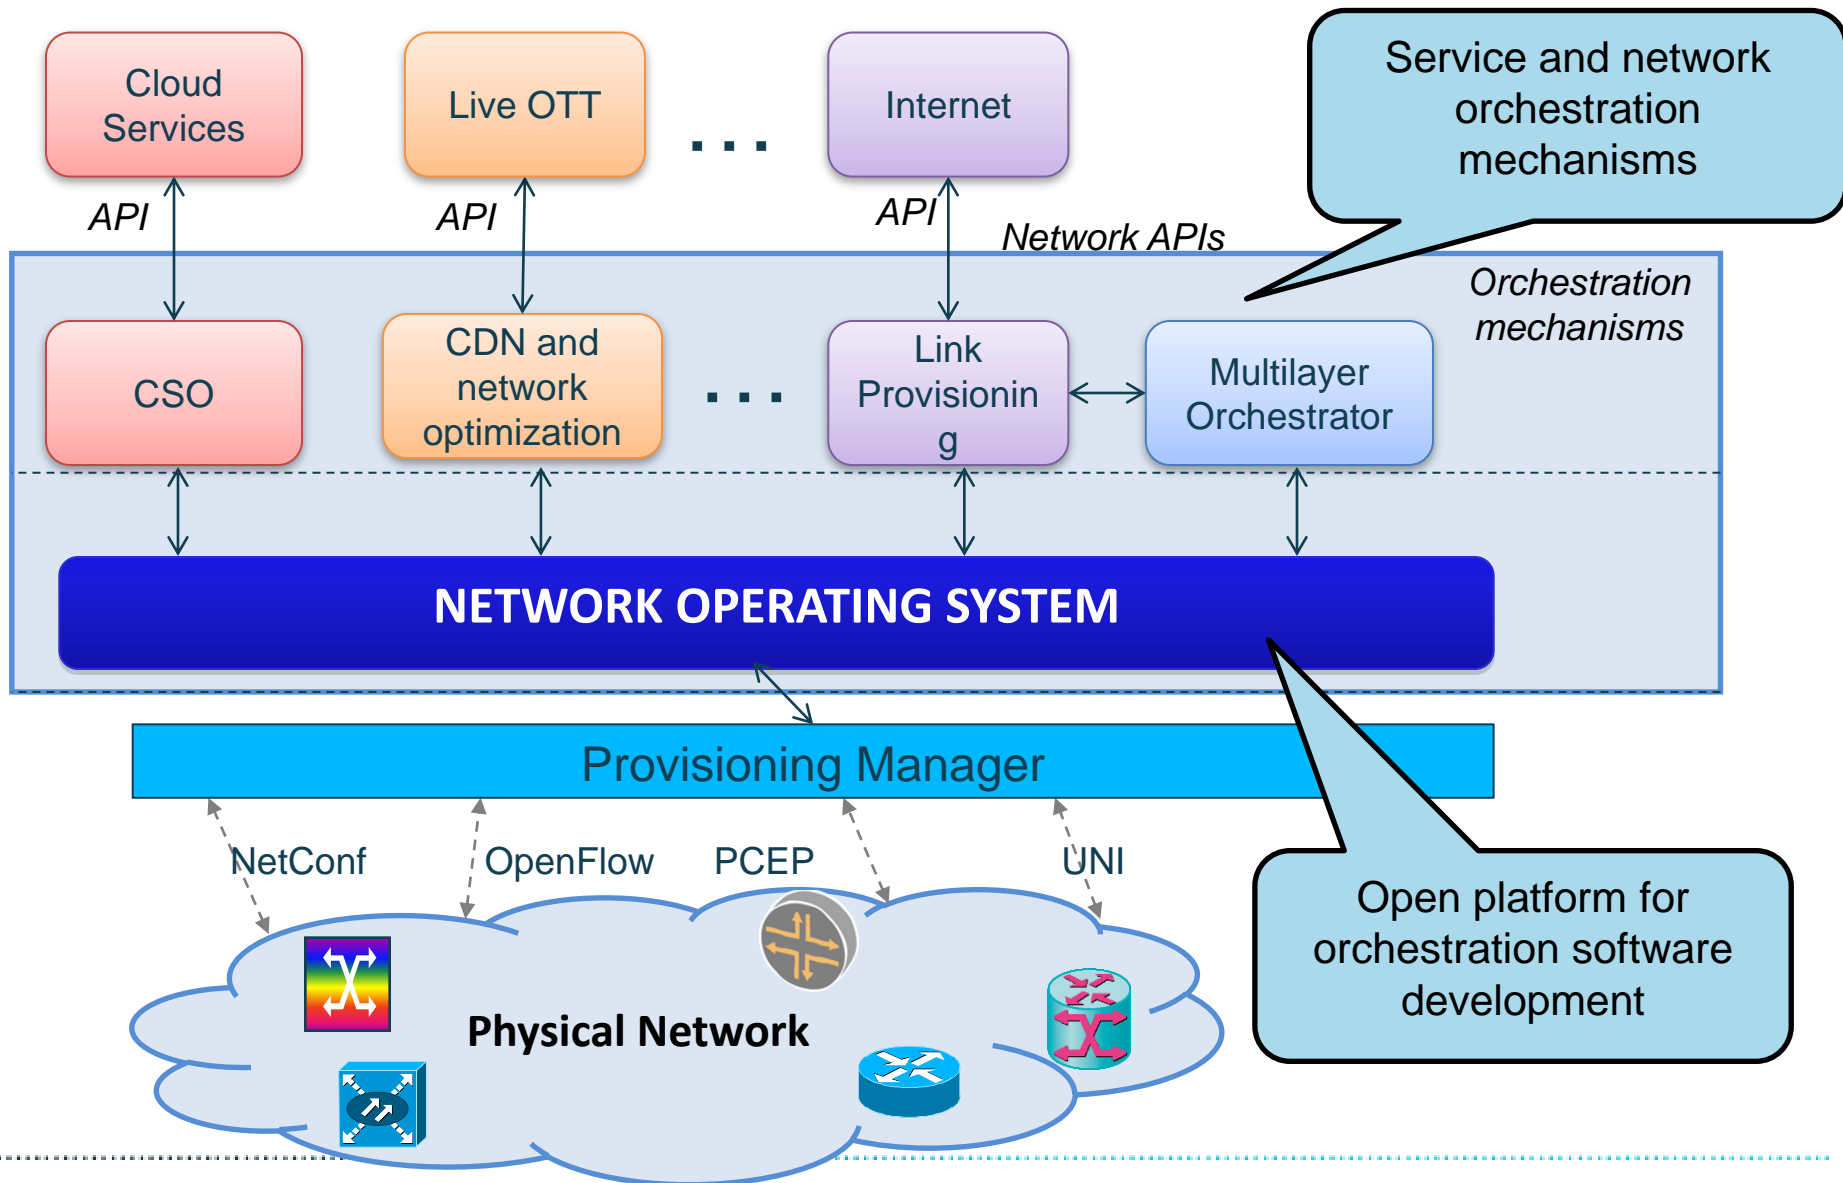 Cloud
Services
Live OTT
. . .
Internet
Service and network
orchestration
mechanisms
API
API
API
Network APIs
Orchestration
mechanisms
CSO
CDN and
network
optimization
. . .
Link
Provisionin
g
Multilayer
Orchestrator
NETWORK OPERATING SYSTEM
Provisioning Manager
NetConf
OpenFlow
PCEP
UNI
Open platform for
orchestration software
development
Physical Network